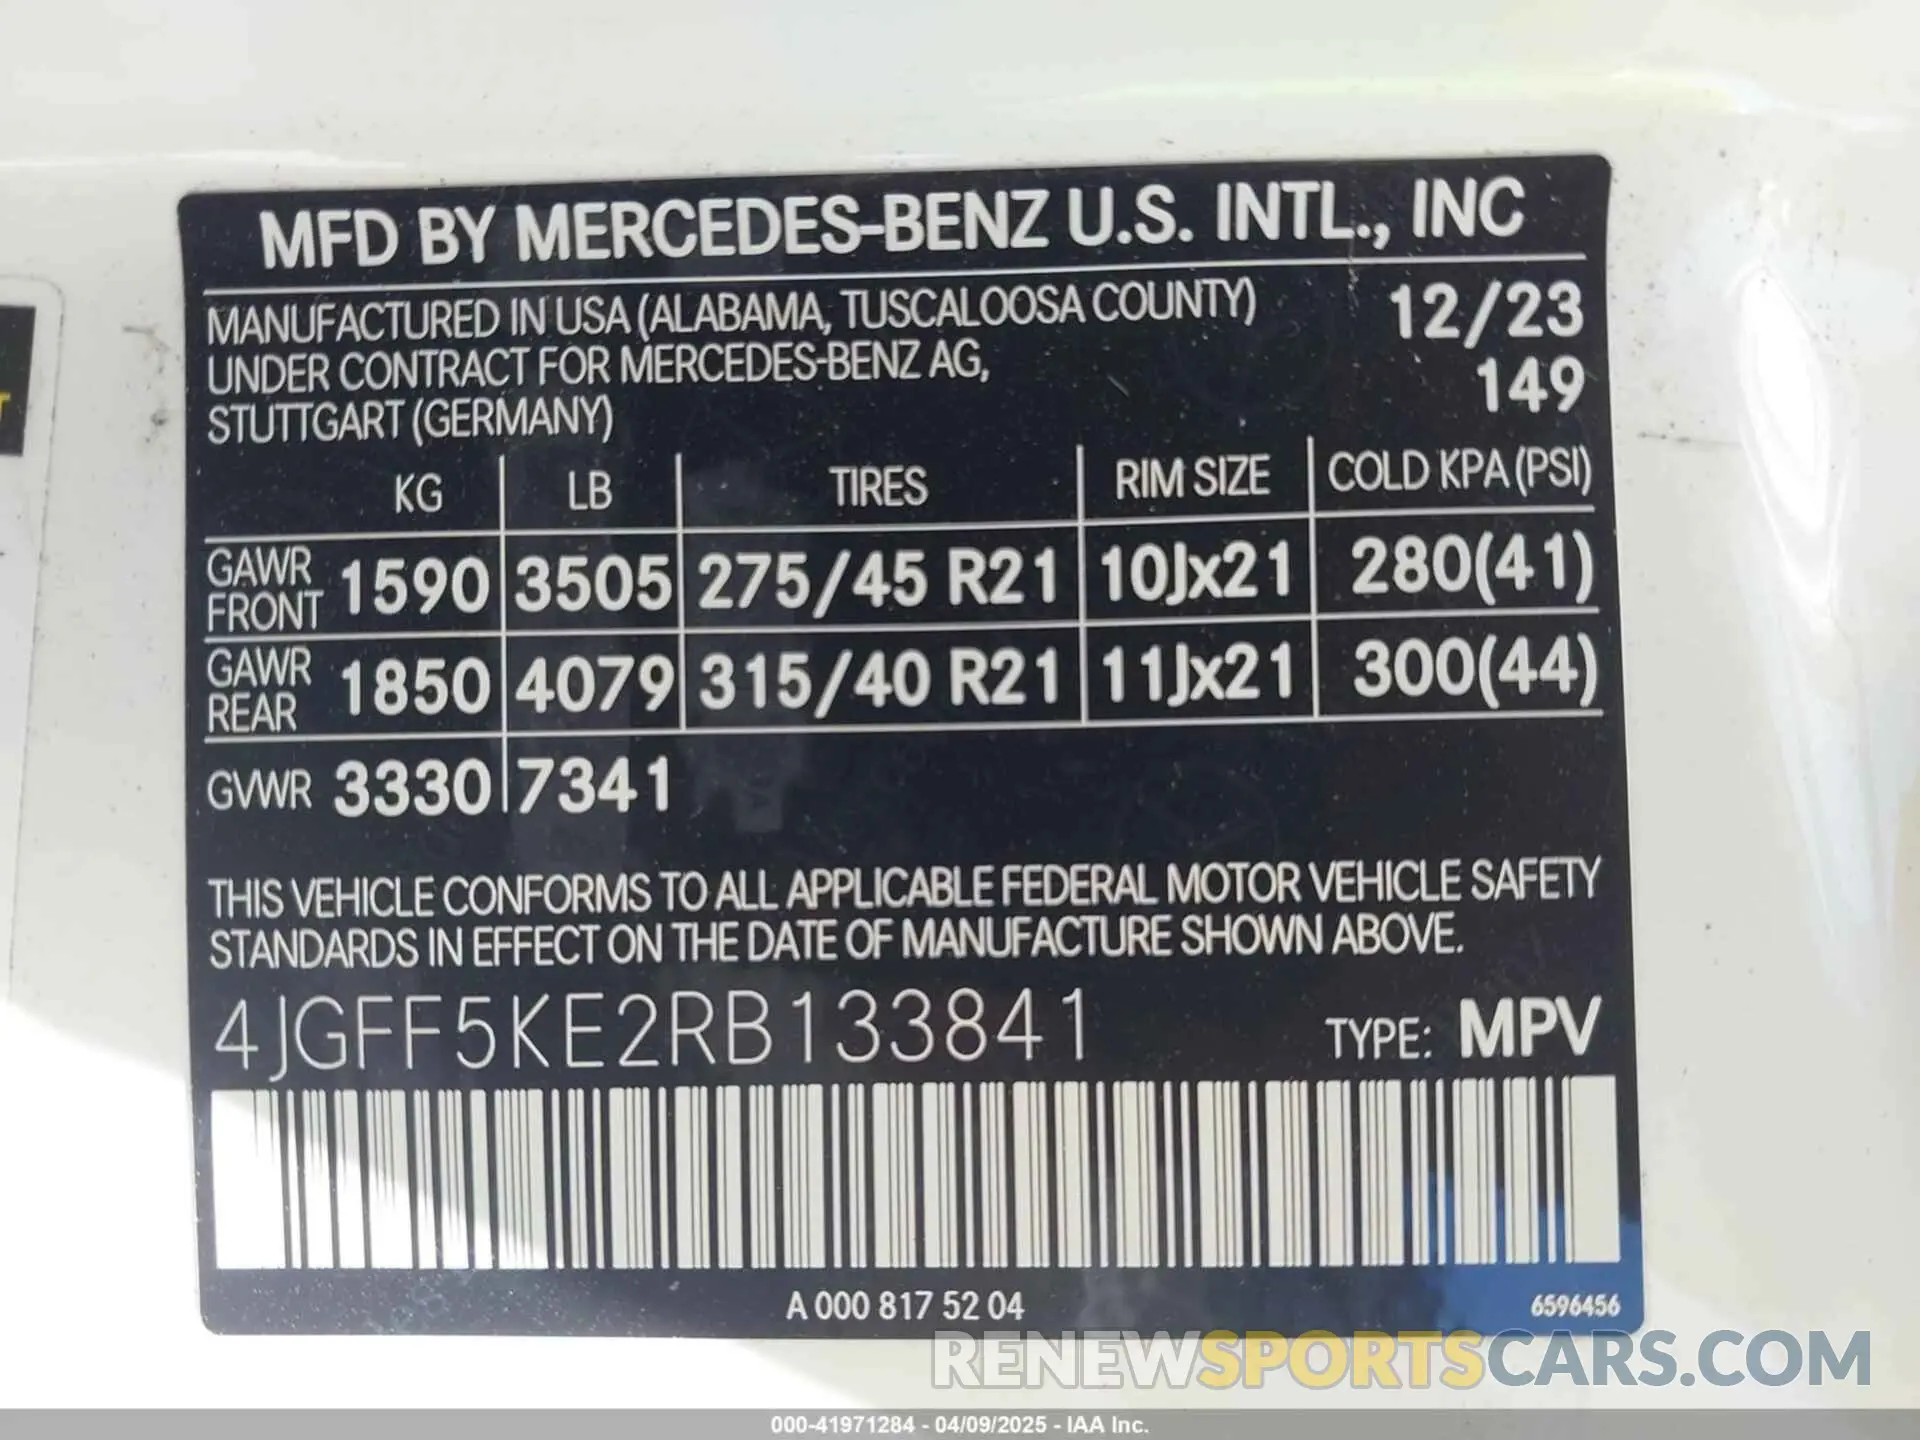 MFD BY MERCEDES-BENZ U.S. INTL., INC
MANUFACTURED IN USA (ALABAMA, TUSCALOOSA COUNTY) 12/23
UNDER CONTRACT FOR MERCEDES-BENZ AG, 149
STUTTGART (GERMANY)
KG LB TIRES RIM SIZE COLD KPA (PSI)
GAWR FRONT 1590 3505 275/45 R21 10Jx21 280(41)
GAWR REAR 1850 4079 315/40 R21 11Jx21 300(44)
GVWR 3330 7341
THIS VEHICLE CONFORMS TO ALL APPLICABLE FEDERAL MOTOR VEHICLE SAFETY
STANDARDS IN EFFECT ON THE DATE OF MANUFACTURE SHOWN ABOVE.
4JGFF5KE2RB133841 TYPE: MPV
A 000 817 52 04 6596456
RENEWSPORTSCARS.COM
000-41971284 - 04/09/2025 - IAA Inc.